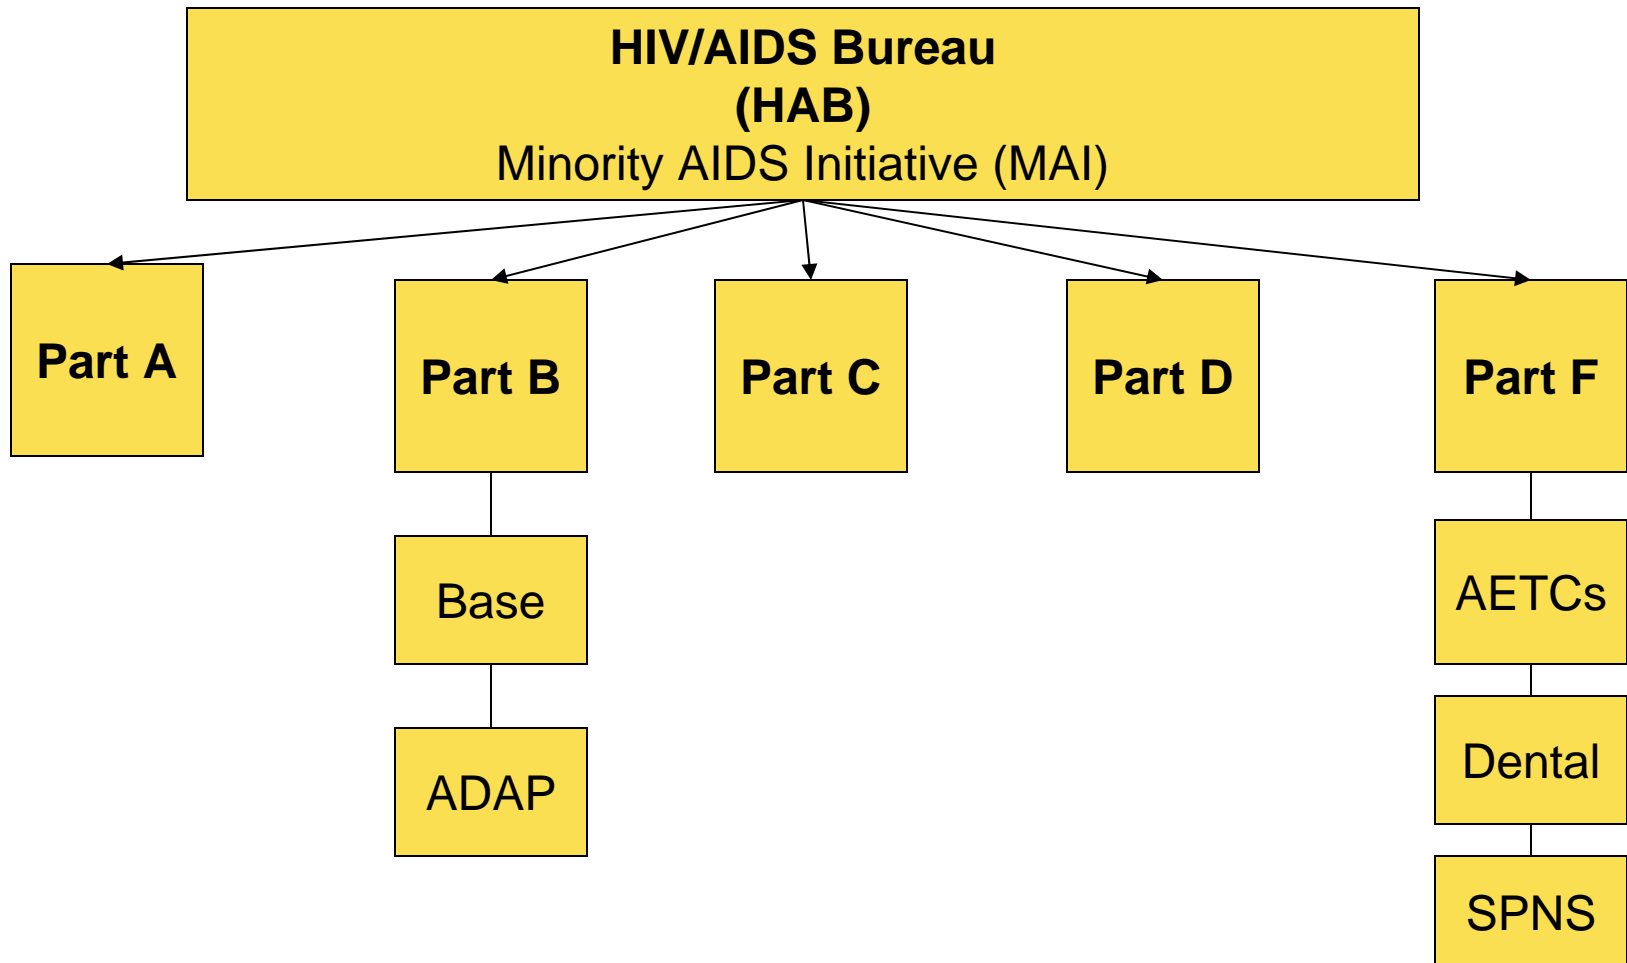 HIV/AIDS Bureau
(HAB)
Minority AIDS Initiative (MAI)
Part A
Part B
Part C
Part D
Part F
Base
AETCs
Dental
ADAP
SPNS